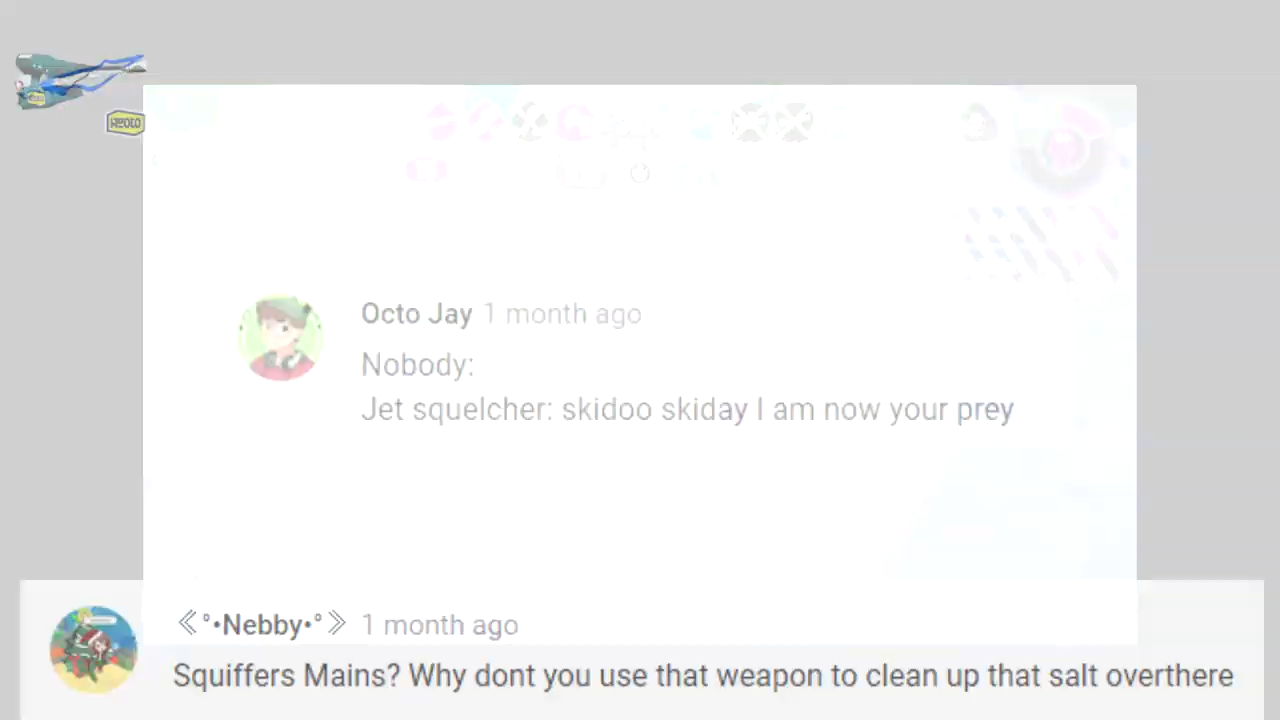 Octo Jay 1 month ago
Nobody:
Jet squelcher: skidoo skiday I am now your prey
《°•Nebby•°》 1 month ago
Squiffers Mains? Why dont you use that weapon to clean up that salt overthere